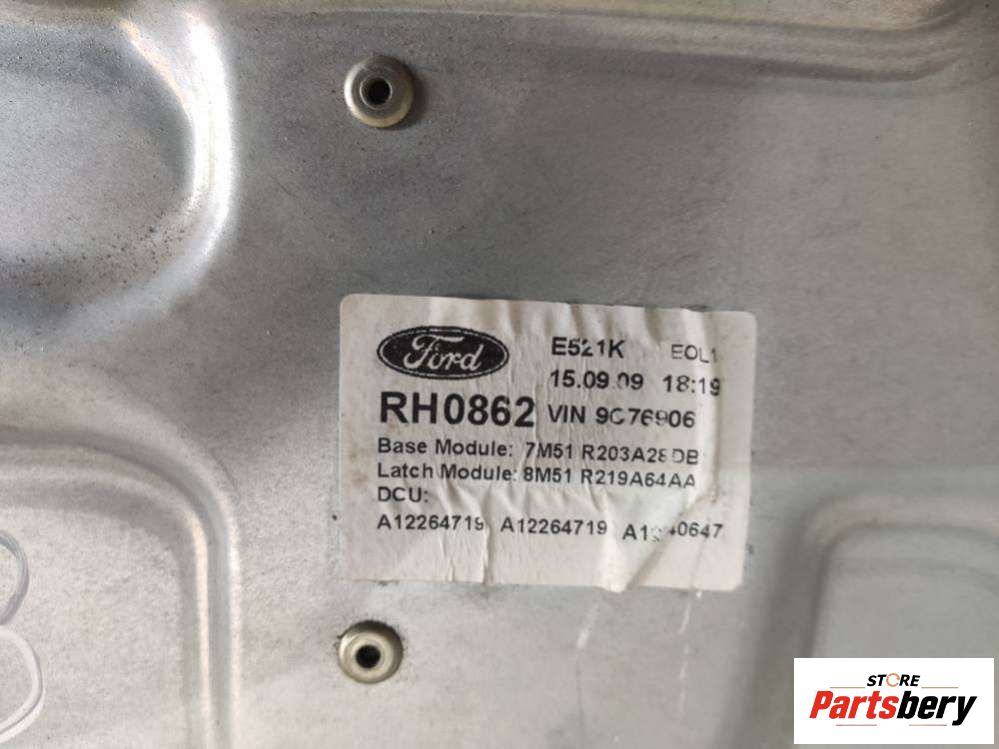 Ford E521K EOL1
15.09.09 18:19
RH0862 VIN 9C76906
Base Module: 7M51 R203A28DB
Latch Module: 8M51 R219A64AA
DCU:
A12264719 A12264719
STORE
Partsbery